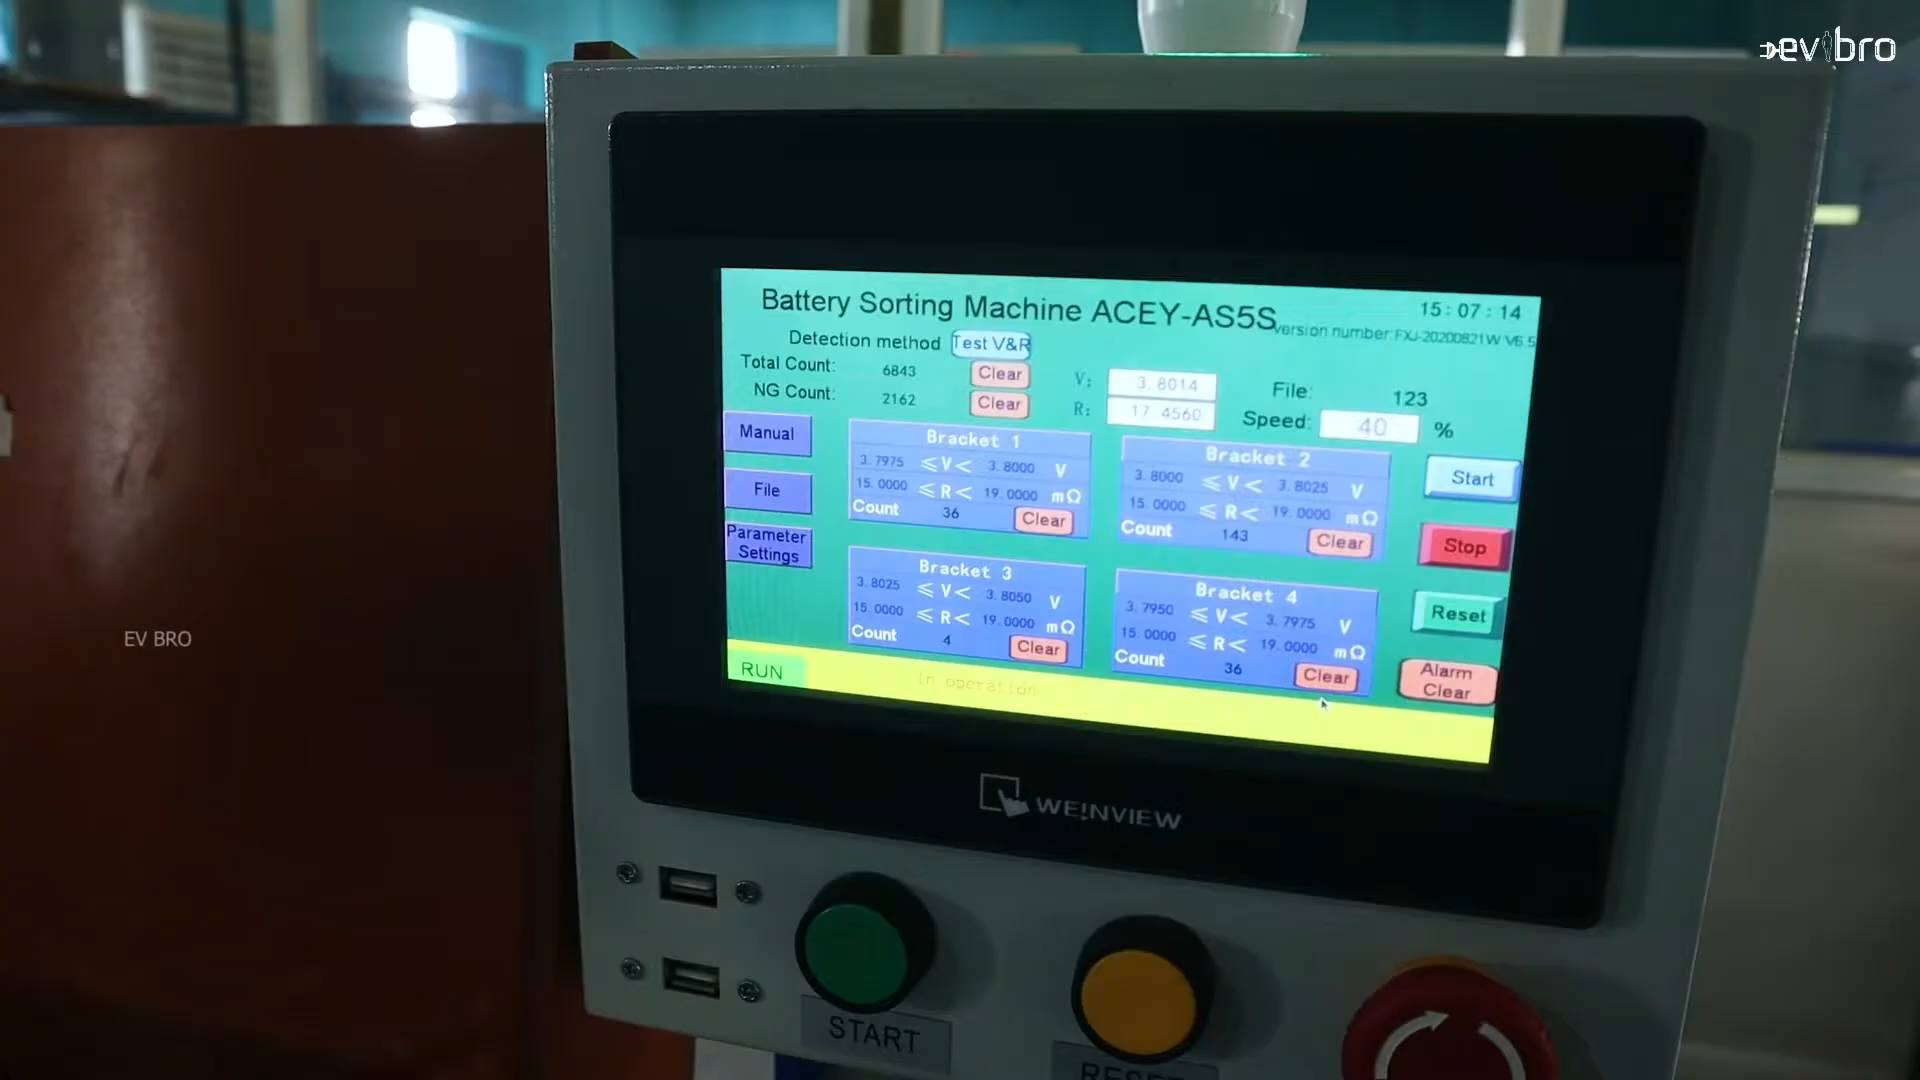 evbro
Battery Sorting Machine ACEY-AS5S
15:07:14
version number:FXJ-20200821W V6.5
Detection method Test V&R
Total Count: 6843 Clear
NG Count: 2162 Clear
V: 3.8014
R: 17.4560
File: 123
Speed: 40 %
Manual
File
Parameter
Settings
Bracket 1
3.7975 ≤V< 3.8000 V
15.0000 ≤R< 19.0000 mΩ
Count 36 Clear
Bracket 2
3.8000 ≤V< 3.8025 V
15.0000 ≤R< 19.0000 mΩ
Count 143 Clear
Bracket 3
3.8025 ≤V< 3.8050 V
15.0000 ≤R< 19.0000 mΩ
Count 4 Clear
Bracket 4
3.7950 ≤V< 3.7975 V
15.0000 ≤R< 19.0000 mΩ
Count 36 Clear
Start
Stop
Reset
Alarm
Clear
RUN
In operation
EV BRO
WE!NVIEW
START
RESET